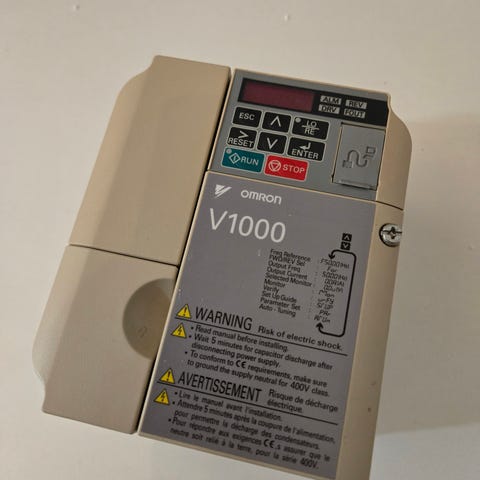 ALM REV
DRV FOUT
ESC
LO
RE
RESET
ENTER
RUN
STOP
OMRON
V1000
Freq Reference
FWD/REV Sel
Output Freq
Output Current
Selected Monitor
Monitor
Verify
Set Up Guide
Parameter Set
Auto - Tuning
WARNING Risk of electric shock.
• Read manual before installing.
• Wait 5 minutes for capacitor discharge after
disconnecting power supply.
• To conform to CE requirements, make sure
to ground the supply neutral for 400V class.
AVERTISSEMENT Risque de décharge
électrique.
• Lire le manuel avant l'installation.
• Attendre 5 minutes après la coupure de l'alimentation,
pour permettre la décharge des condensateurs.
• Pour répondre aux exigences CE,s assurer que le
neutre soit relié à la terre, pour la série 400V.